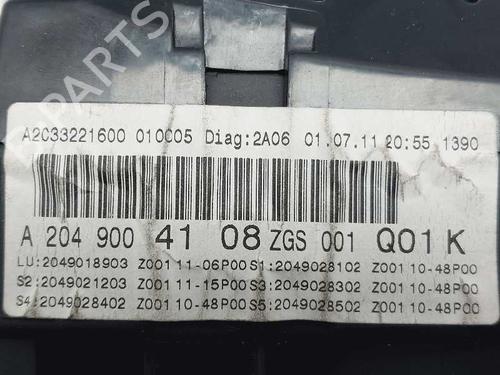 A2C33221600 010005 Diag:2A06 01.07.11 20:55 1390
A 204 900 41 08 ZGS 001 Q01 K
LU:2049018903 Z001 11-06P00 S1:2049028102 Z001 10-48P00
S2:2049021203 Z001 11-15P00 S3:2049028302 Z001 10-48P00
S4:2049028402 Z001 10-48P00 S5:2049028502 Z001 10-48P00